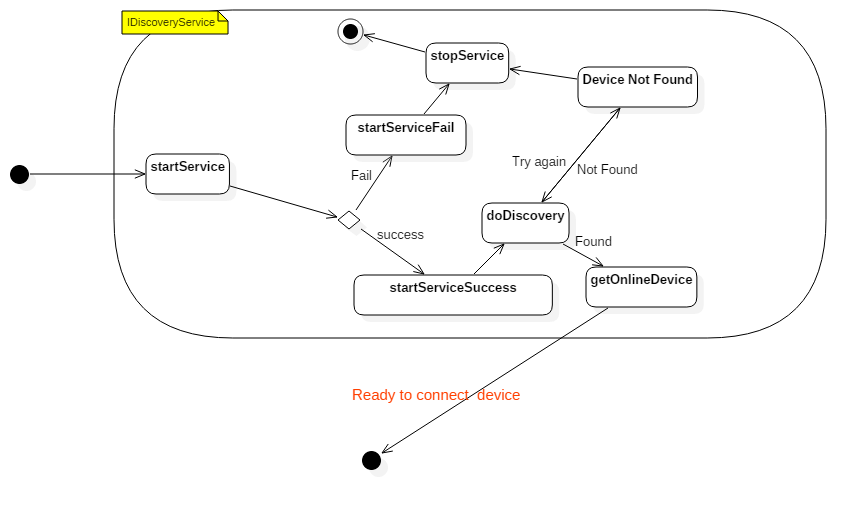 IDiscoveryService
stopService
Device Not Found
startServiceFail
startService
Try again
Not Found
Fail
doDiscovery
success
Found
getOnlineDevice
startServiceSuccess
Ready to connect  device